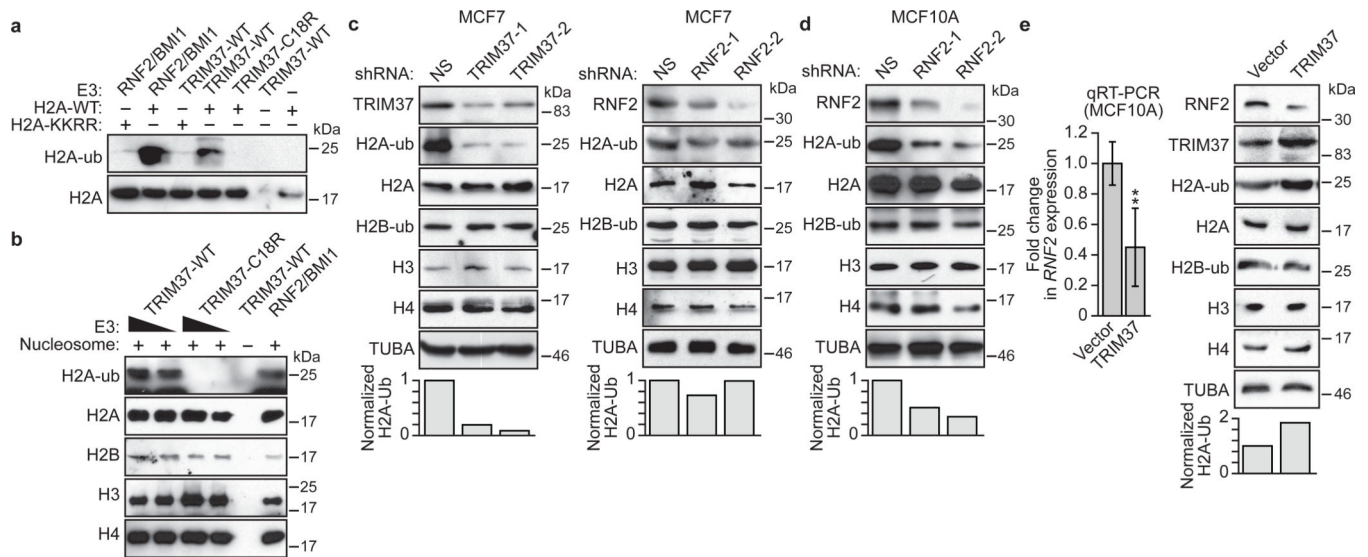 a
E3: RNF2/BMI1 RNF2/BMI1 TRIM37-WT TRIM37-WT TRIM37-C18R TRIM37-WT –
H2A-WT: – + – + + – +
H2A-KKRR: + – + – – – –
kDa
H2A-ub –25
H2A –17
b
E3: TRIM37-WT TRIM37-C18R TRIM37-WT RNF2/BMI1
Nucleosome: + + + + – +
kDa
H2A-ub –25
H2A –17
H2B –17
H3 –25 –17
H4 –17
c
MCF7
shRNA: NS TRIM37-1 TRIM37-2
kDa
TRIM37 –83
H2A-ub –25
H2A –17
H2B-ub –25
H3 –17
H4 –17
TUBA –46
Normalized
H2A-Ub
1
0
MCF7
shRNA: NS RNF2-1 RNF2-2
kDa
RNF2 –30
H2A-ub –25
H2A –17
H2B-ub –25
H3 –17
H4 –17
TUBA –46
Normalized
H2A-Ub
1
0
d
MCF10A
shRNA: NS RNF2-1 RNF2-2
kDa
RNF2 –30
H2A-ub –25
H2A –17
H2B-ub –25
H3 –17
H4 –17
TUBA –46
Normalized
H2A-Ub
1
0
e
qRT-PCR
(MCF10A)
Fold change
in RNF2 expression
1.2
1.0
0.8
0.6
0.4
0.2
0
**
Vector
TRIM37
Vector TRIM37
kDa
RNF2 –30
TRIM37 –83
H2A-ub –25
H2A –17
H2B-ub –25
H3 –17
H4 –17
TUBA –46
Normalized
H2A-Ub
2
1
0